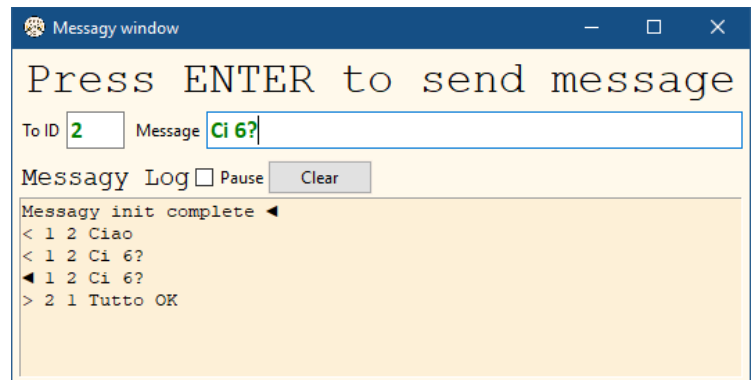 Messagy window
Press ENTER to send message
To ID 2 Message Ci 6?
Messagy Log Pause Clear
Messagy init complete ◄
< 1 2 Ciao
< 1 2 Ci 6?
◄ 1 2 Ci 6?
> 2 1 Tutto OK